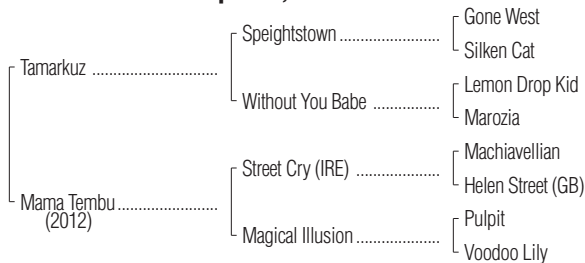 Gone West
Speightstown
Silken Cat
Tamarkuz
Lemon Drop Kid
Without You Babe
Marozia
Machiavellian
Street Cry (IRE)
Helen Street (GB)
Mama Tembu
(2012)
Pulpit
Magical Illusion
Voodoo Lily